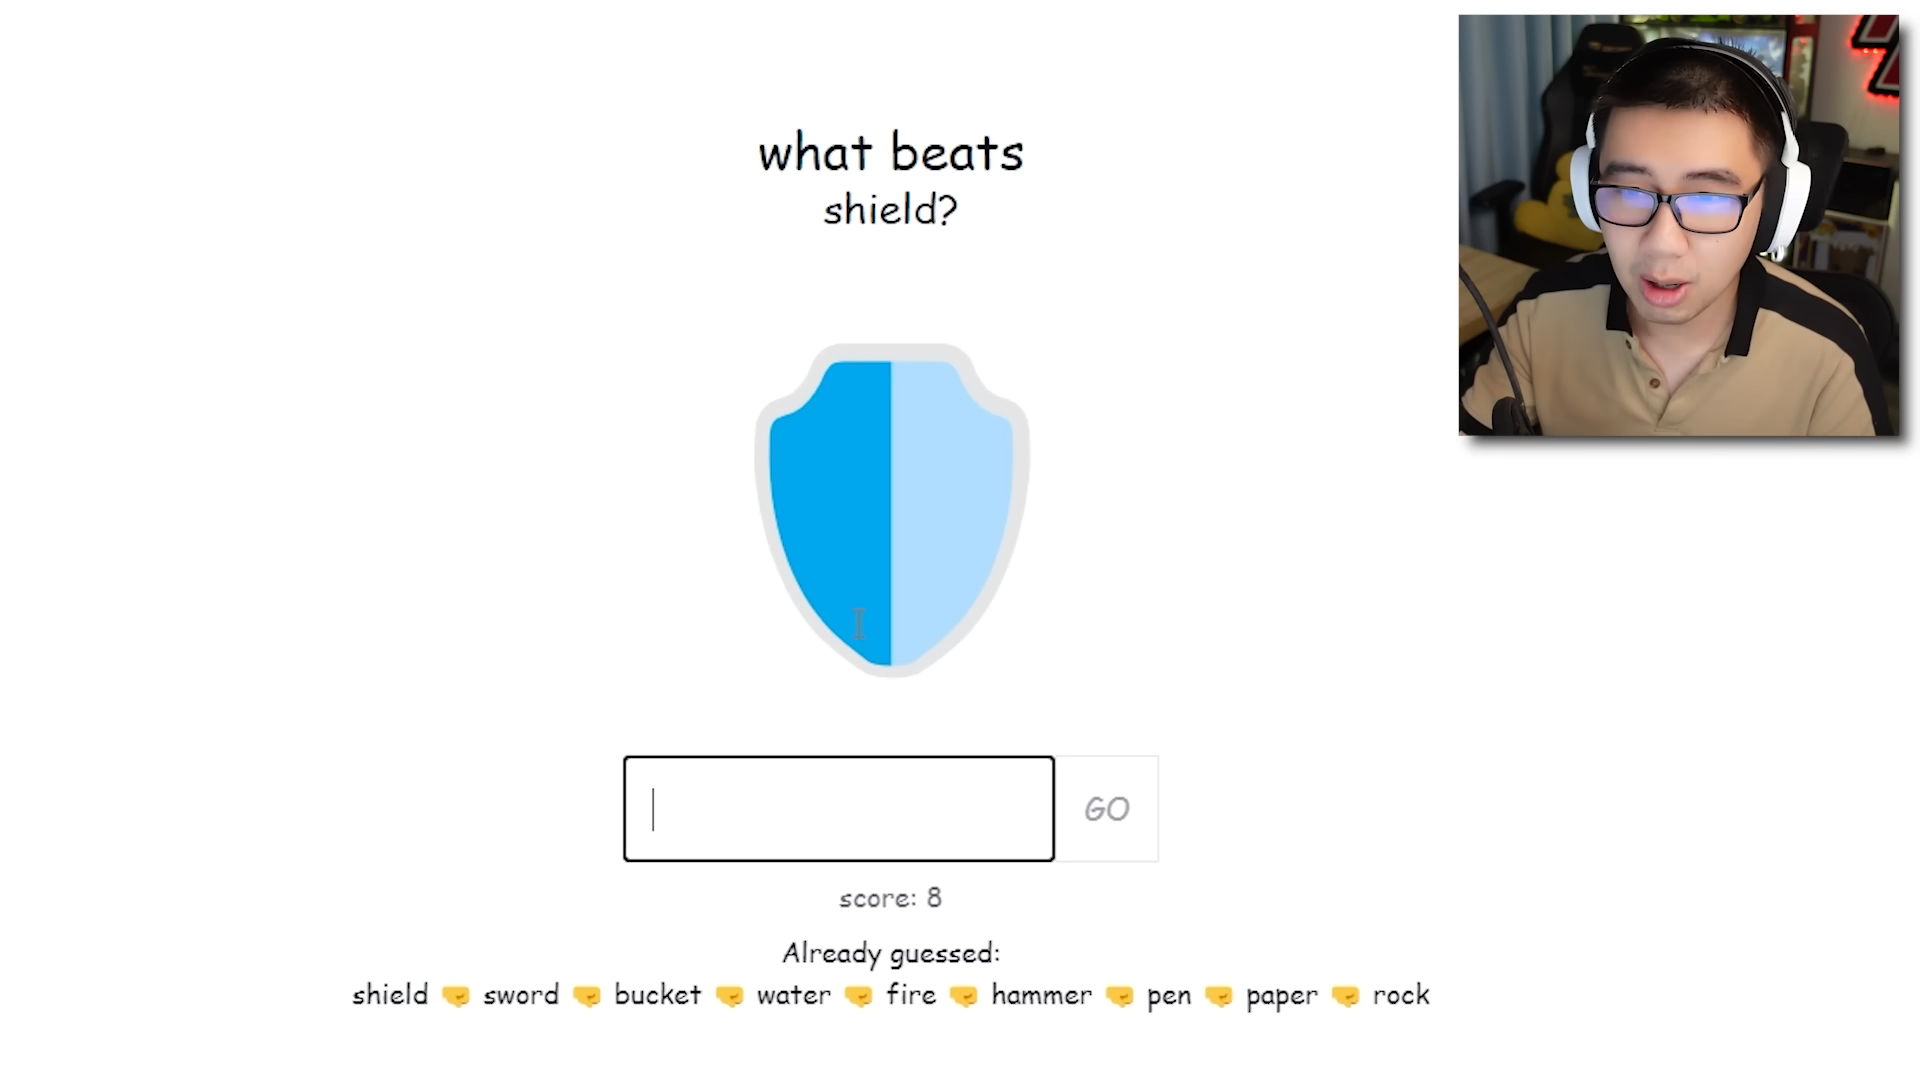 what beats
shield?
GO
score: 8
Already guessed:
shield 🤜 sword 🤜 bucket 🤜 water 🤜 fire 🤜 hammer 🤜 pen 🤜 paper 🤜 rock